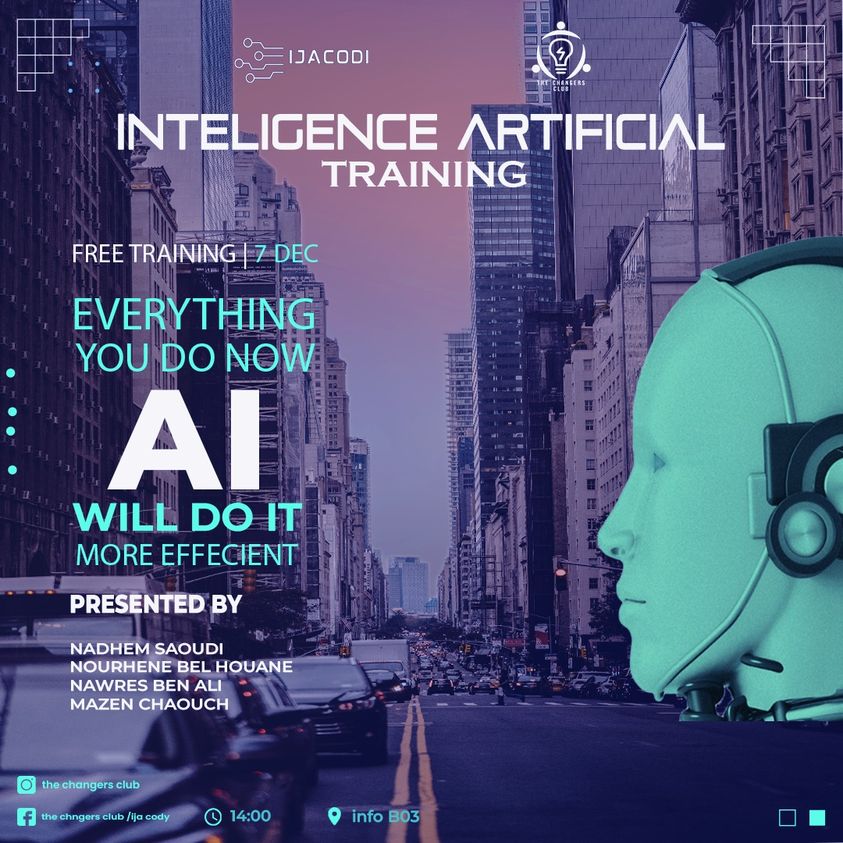 IJACODI
THE CHANGERS
CLUB
INTELIGENCE ARTIFICIAL
TRAINING
FREE TRAINING | 7 DEC
EVERYTHING
YOU DO NOW
AI
WILL DO IT
MORE EFFECIENT
PRESENTED BY
NADHEM SAOUDI
NOURHENE BEL HOUANE
NAWRES BEN ALI
MAZEN CHAOUCH
the changers club
the chngers club /ija cody
14:00
info B03